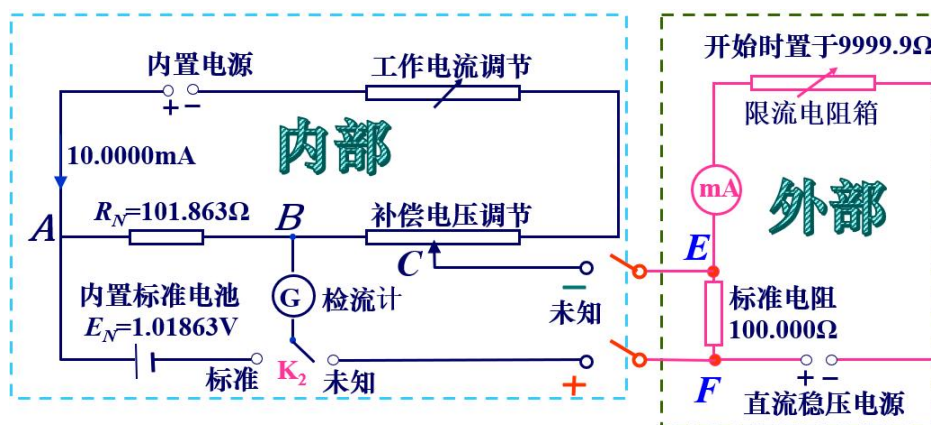 内置电源
+ −
工作电流调节
内部
10.0000mA
A
R_N=101.863Ω
B
补偿电压调节
C
G
检流计
内置标准电池
E_N=1.01863V
标准
K₂
未知
−
未知
+
开始时置于9999.9Ω
限流电阻箱
mA
外部
E
标准电阻
100.000Ω
F
+ −
直流稳压电源